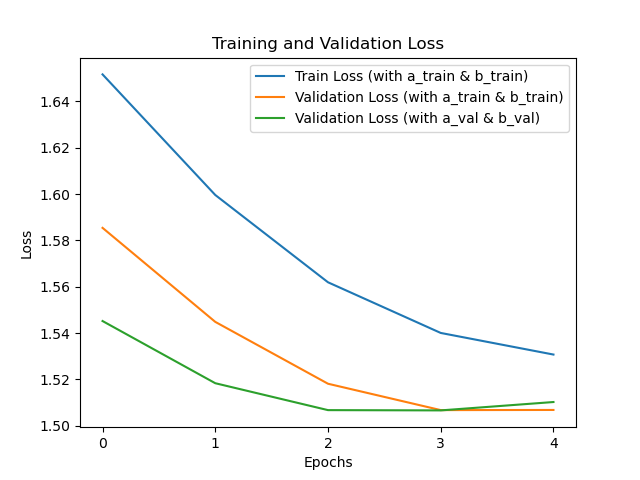 Training and Validation Loss
Train Loss (with a_train & b_train)
Validation Loss (with a_train & b_train)
Validation Loss (with a_val & b_val)
Loss
1.64
1.62
1.60
1.58
1.56
1.54
1.52
1.50
0 1 2 3 4
Epochs